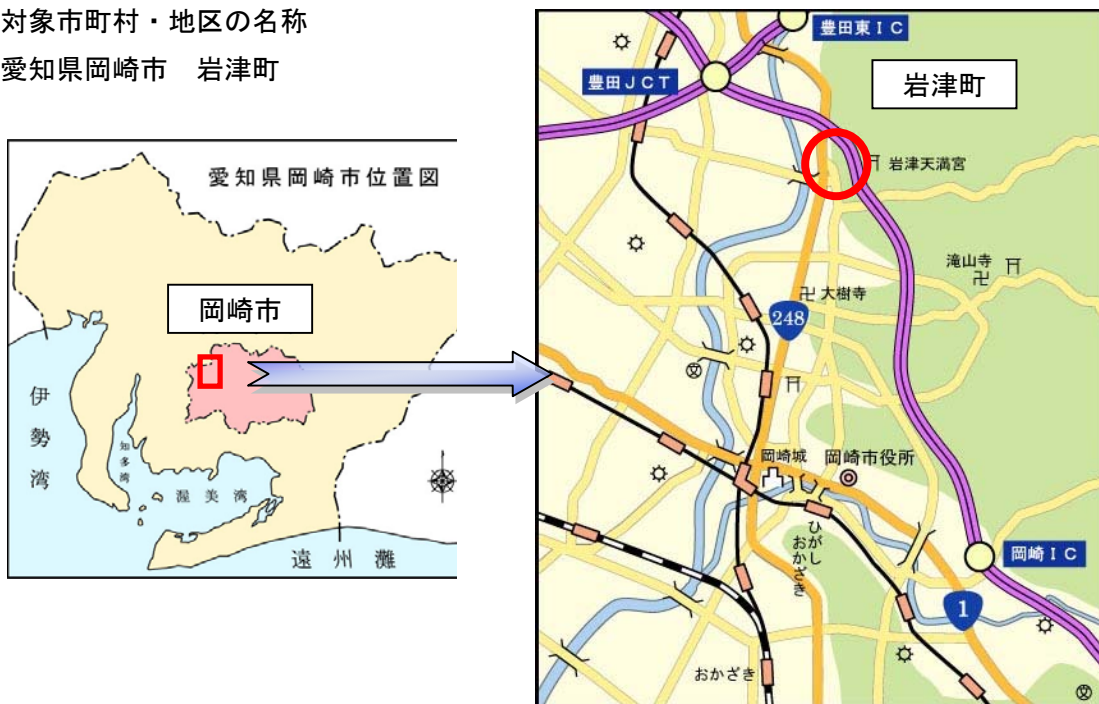 対象市町村・地区の名称
愛知県岡崎市 岩津町
愛知県岡崎市位置図
岡崎市
伊勢湾
知多湾
渥美湾
遠州灘
豊田東IC
豊田JCT
岩津町
岩津天満宮
滝山寺
大樹寺
248
岡崎城
岡崎市役所
ひがし
おかざき
岡崎IC
1
おかざき